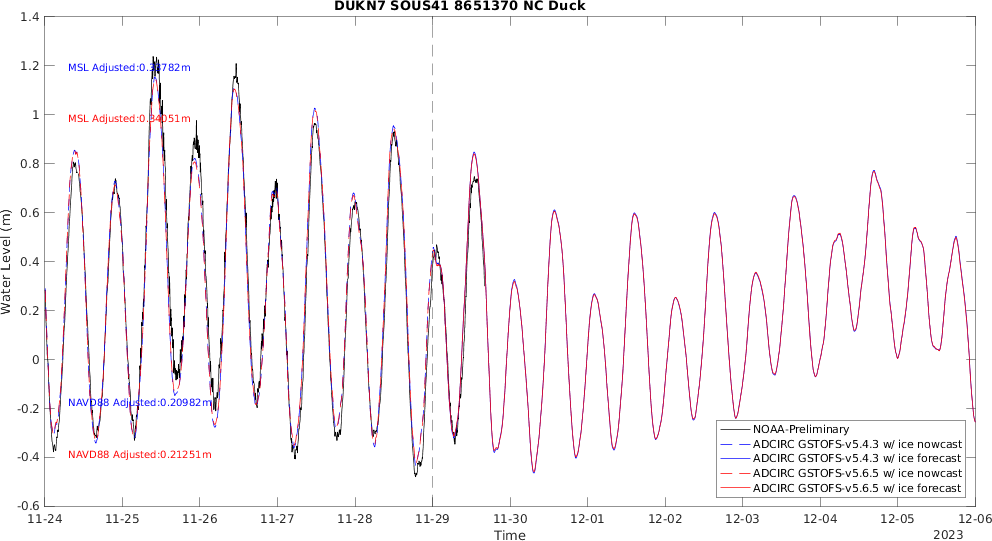 DUKN7 SOUS41 8651370 NC Duck
1.4
1.2
1
0.8
0.6
0.4
0.2
0
-0.2
-0.4
-0.6
Water Level (m)
MSL Adjusted:0.33782m
MSL Adjusted:0.34051m
NAVD88 Adjusted:0.20982m
NAVD88 Adjusted:0.21251m
NOAA-Preliminary
ADCIRC GSTOFS-v5.4.3 w/ ice nowcast
ADCIRC GSTOFS-v5.4.3 w/ ice forecast
ADCIRC GSTOFS-v5.6.5 w/ ice nowcast
ADCIRC GSTOFS-v5.6.5 w/ ice forecast
11-24 11-25 11-26 11-27 11-28 11-29 11-30 12-01 12-02 12-03 12-04 12-05 12-06
Time
2023